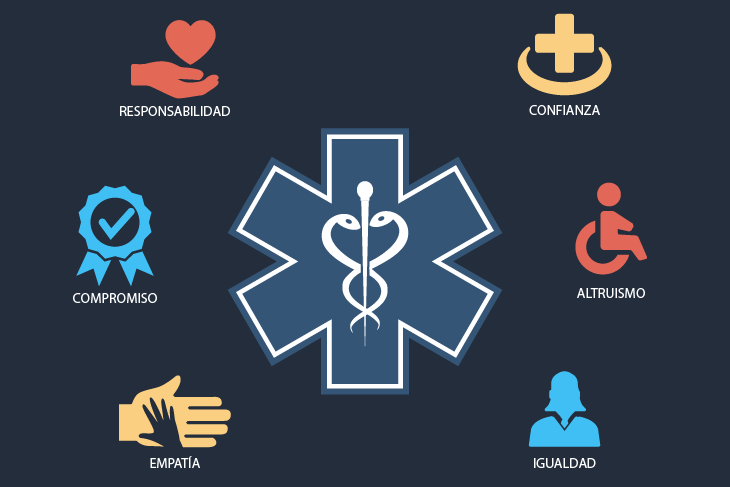 RESPONSABILIDAD
CONFIANZA
COMPROMISO
ALTRUISMO
EMPATÍA
IGUALDAD